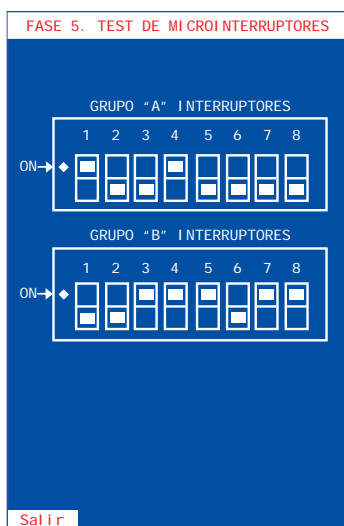 FASE 5. TEST DE MICROINTERRUPTORES
GRUPO “A” INTERRUPTORES
1 2 3 4 5 6 7 8
ON
GRUPO “B” INTERRUPTORES
1 2 3 4 5 6 7 8
ON
Salir